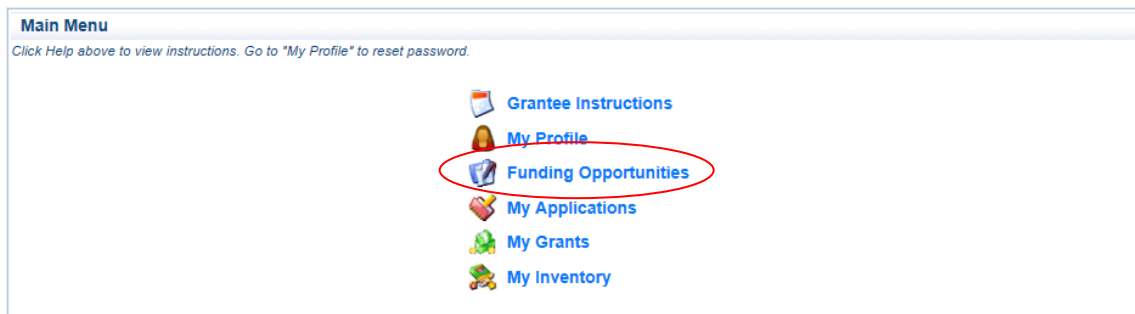 Main Menu
Click Help above to view instructions. Go to "My Profile" to reset password.
Grantee Instructions
My Profile
Funding Opportunities
My Applications
My Grants
My Inventory